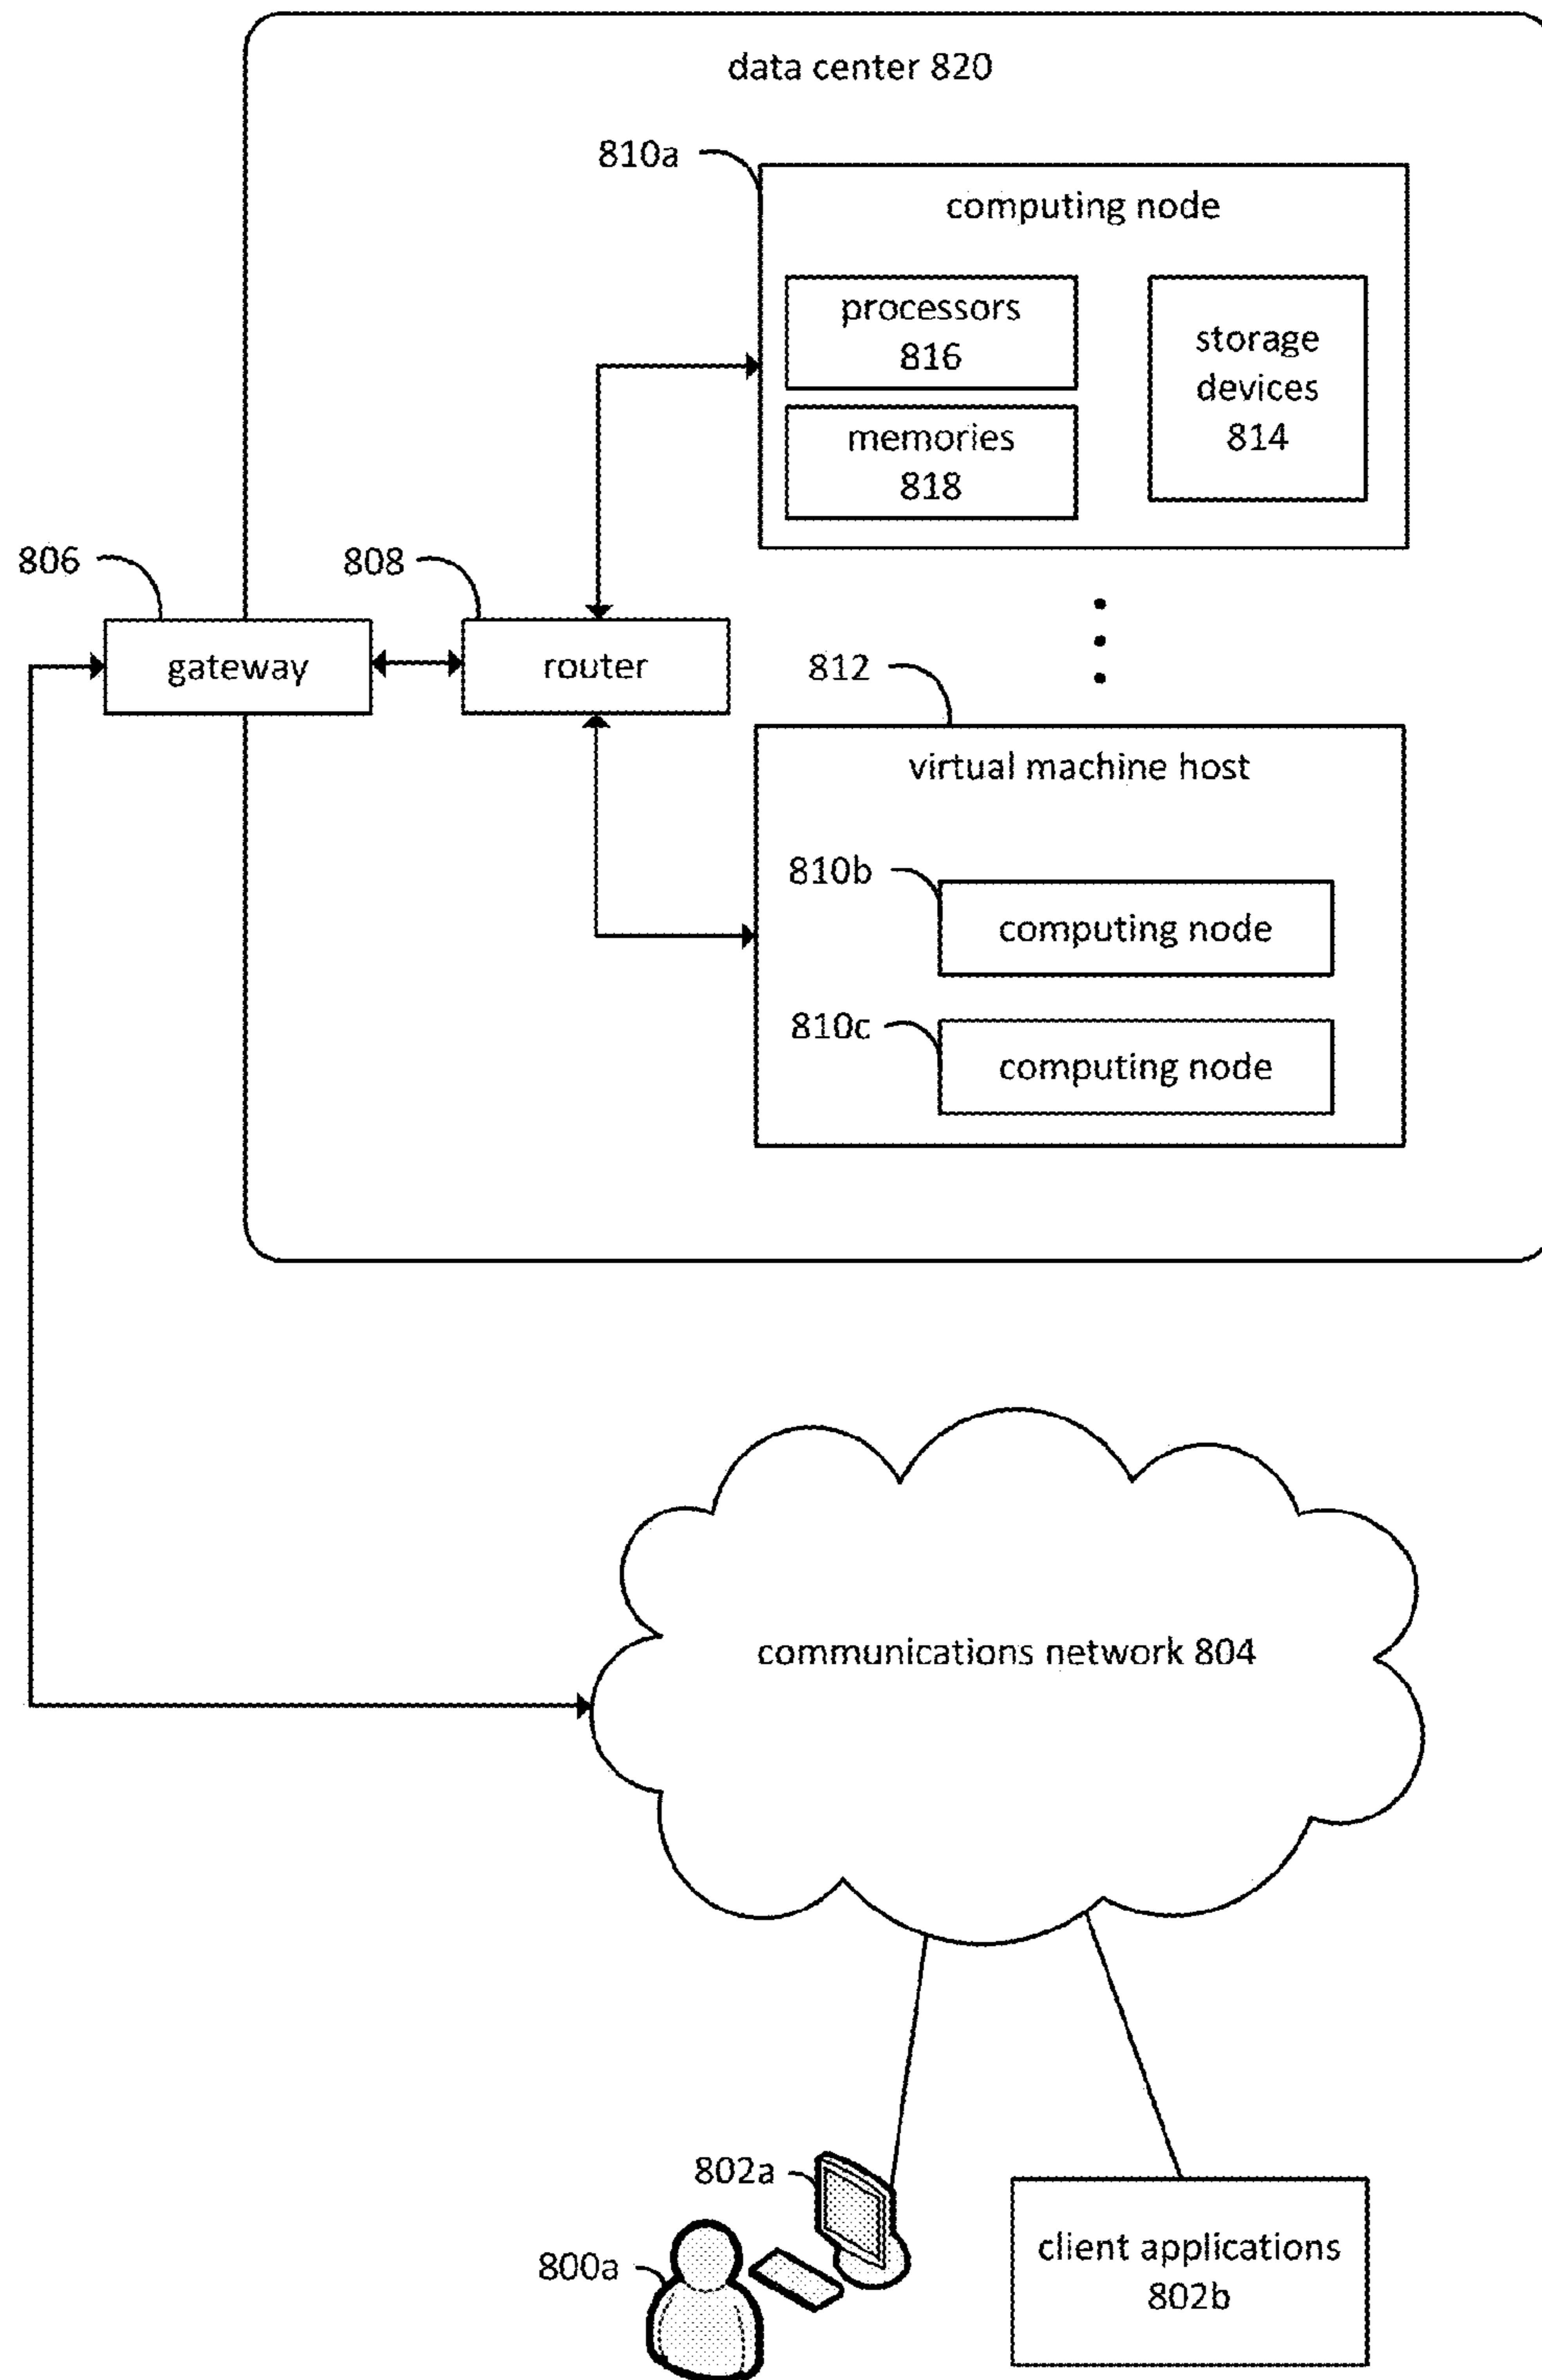 data center 820
810a
computing node
processors
816
storage
devices
814
memories
818
806
808
gateway
router
812
virtual machine host
810b
computing node
810c
computing node
communications network 804
802a
800a
client applications
802b